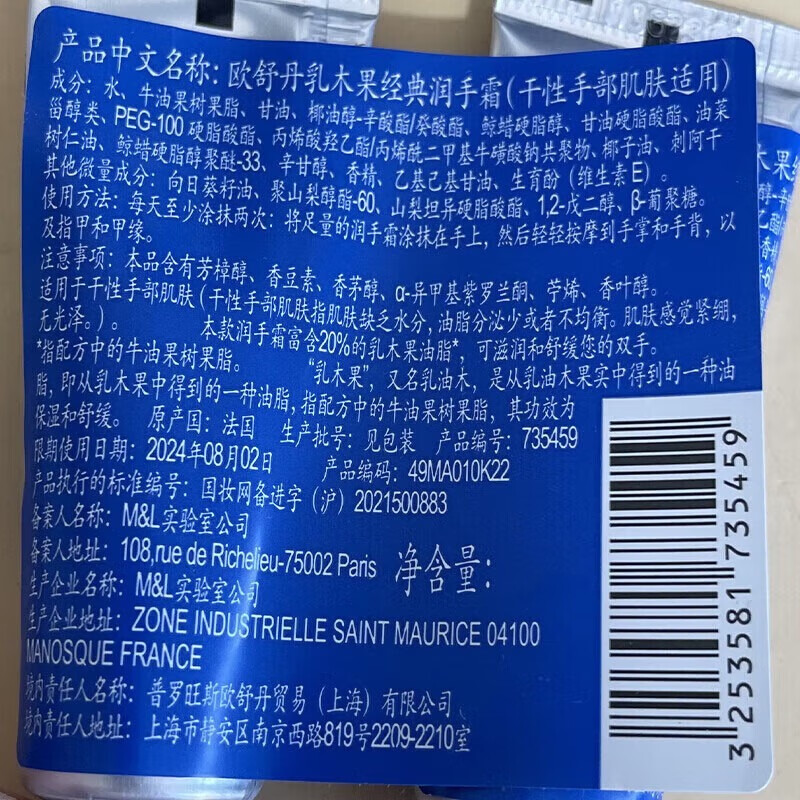 产品中文名称：欧舒丹乳木果经典润手霜(干性手部肌肤适用)
成分：水、牛油果树果脂、甘油、椰油醇-辛酸酯/癸酸酯、鲸蜡硬脂醇、甘油硬脂酸酯、油菜
甾醇类、PEG-100 硬脂酸酯、丙烯酸羟乙酯/丙烯酰二甲基牛磺酸钠共聚物、椰子油、刺阿干
树仁油、鲸蜡硬脂醇聚醚-33、辛甘醇、香精、乙基己基甘油、生育酚（维生素E）。
其他微量成分：向日葵籽油、聚山梨醇酯-60、山梨坦异硬脂酸酯、1,2-戊二醇、β-葡聚糖。
使用方法：每天至少涂抹两次：将足量的润手霜涂抹在手上，然后轻轻按摩到手掌和手背，以
及指甲和甲缘。
注意事项：本品含有芳樟醇、香豆素、香茅醇、α-异甲基紫罗兰酮、苧烯、香叶醇。
适用于干性手部肌肤(干性手部肌肤指肌肤缺乏水分，油脂分泌少或者不均衡。肌肤感觉紧绷，
无光泽。)。 本款润手霜富含20%的乳木果油脂*，可滋润和舒缓您的双手。
*指配方中的牛油果树果脂。 “乳木果”，又名乳油木，是从乳油木果实中得到的一种油
脂，即从乳木果中得到的一种油脂，指配方中的牛油果树果脂，其功效为
保湿和舒缓。 原产国：法国 生产批号：见包装 产品编号：735459
限期使用日期：2024年08月02日 产品编码：49MA010K22
产品执行的标准编号：国妆网备进字（沪）2021500883
备案人名称：M&L实验室公司
备案人地址：108,rue de Richelieu-75002 Paris 净含量：
生产企业名称：M&L实验室公司
生产企业地址：ZONE INDUSTRIELLE SAINT MAURICE 04100
MANOSQUE FRANCE
境内责任人名称：普罗旺斯欧舒丹贸易（上海）有限公司
境内责任人地址：上海市静安区南京西路819号2209-2210室
3 253581 735459